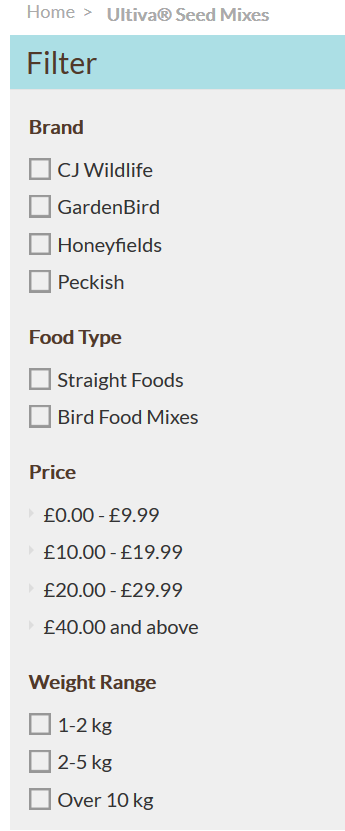 Home > Ultiva® Seed Mixes
Filter
Brand
CJ Wildlife
GardenBird
Honeyfields
Peckish
Food Type
Straight Foods
Bird Food Mixes
Price
£0.00 - £9.99
£10.00 - £19.99
£20.00 - £29.99
£40.00 and above
Weight Range
1-2 kg
2-5 kg
Over 10 kg